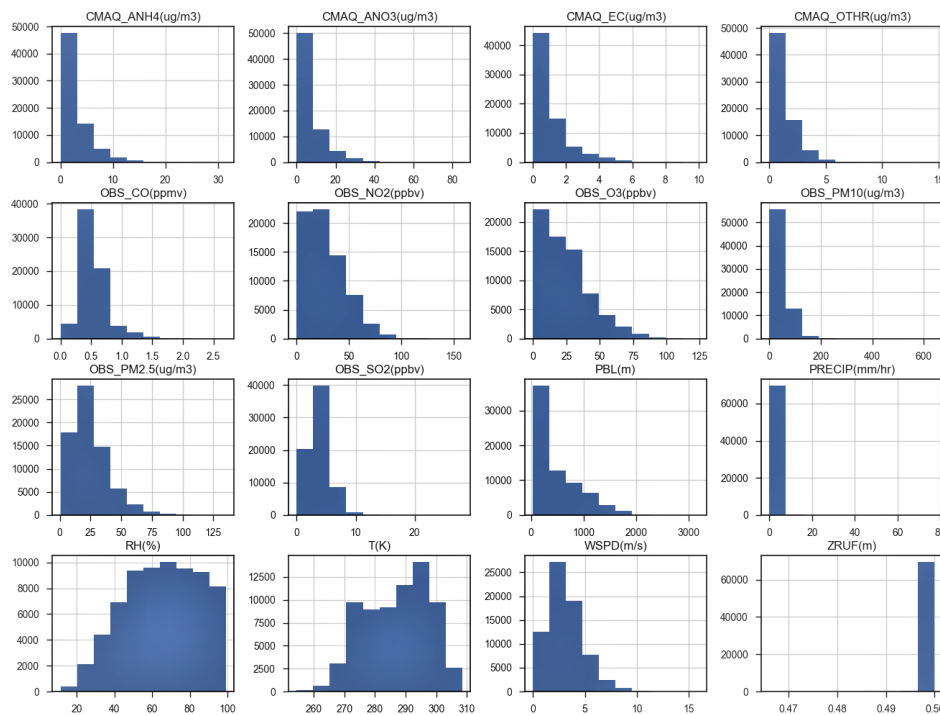 CMAQ_ANH4(ug/m3) CMAQ_ANO3(ug/m3) CMAQ_EC(ug/m3) CMAQ_OTHR(ug/m3)
50000 50000 40000 50000
40000 40000 30000 40000
30000 30000 20000 30000
20000 20000 10000 20000
10000 10000 0 10000
0 0 0
0 10 20 30 0 20 40 60 80 0 2 4 6 8 10 0 5 10 15
OBS_CO(ppmv) OBS_NO2(ppbv) OBS_O3(ppbv) OBS_PM10(ug/m3)
40000 20000 20000 50000
30000 15000 15000 40000
20000 10000 10000 30000
10000 5000 5000 20000
0 0 0 10000
0
0.0 0.5 1.0 1.5 2.0 2.5 0 50 100 150 0 25 50 75 100 125 0 200 400 600
OBS_PM2.5(ug/m3) OBS_SO2(ppbv) PBL(m) PRECIP(mm/hr)
25000 40000 30000 60000
20000 30000 20000 40000
15000 20000 10000 20000
10000 10000 0 0
5000 0
0
0 25 50 75 100 125 0 10 20 0 1000 2000 3000 0 20 40 60 80
RH(%) T(K) WSPD(m/s) ZRUF(m)
10000 12500 25000 60000
8000 10000 20000 40000
6000 7500 15000 20000
4000 5000 10000 0
2000 2500 5000
0 0 0
20 40 60 80 100 260 270 280 290 300 310 0 5 10 15 0.47 0.48 0.49 0.50